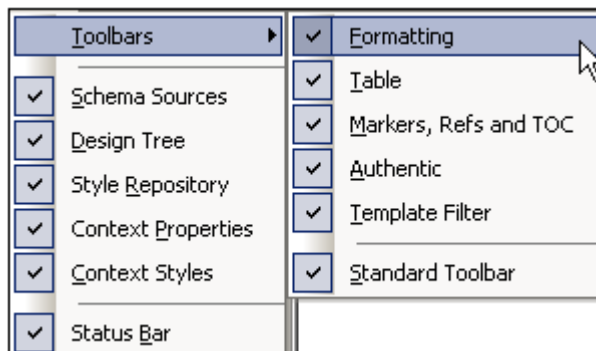 Toolbars
Schema Sources
Design Tree
Style Repository
Context Properties
Context Styles
Status Bar
Formatting
Table
Markers, Refs and TOC
Authentic
Template Filter
Standard Toolbar